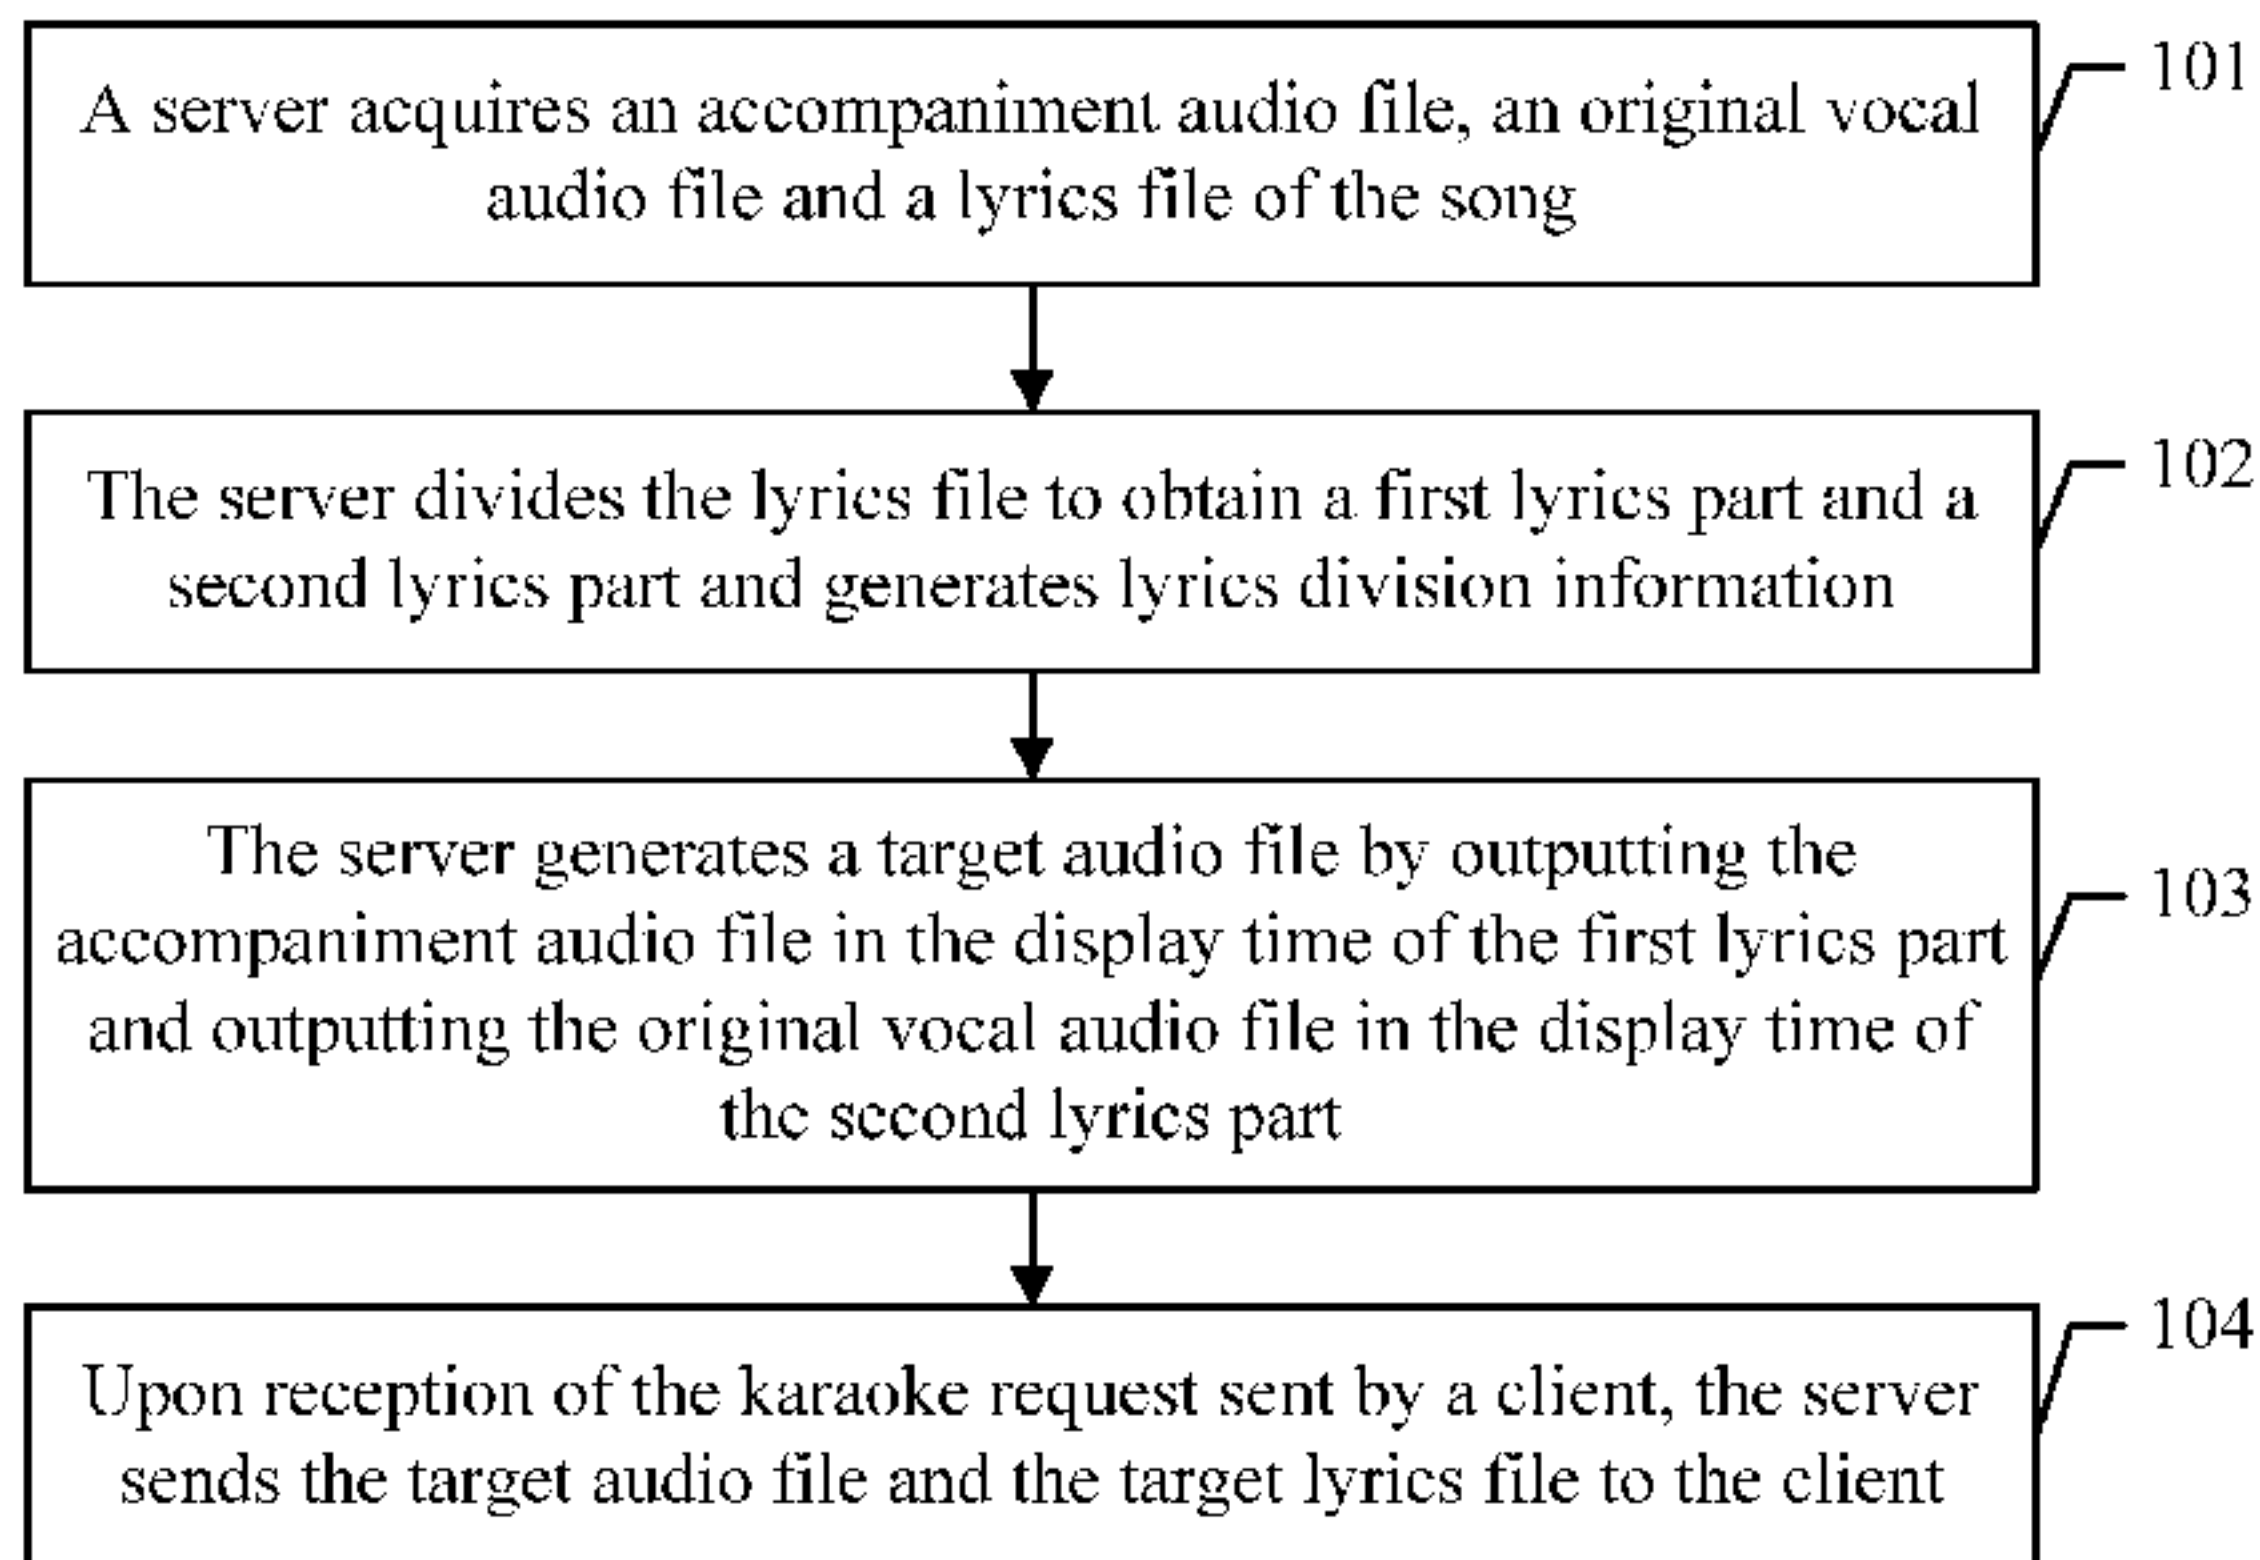 A server acquires an accompaniment audio file, an original vocal
audio file and a lyrics file of the song
101
The server divides the lyrics file to obtain a first lyrics part and a
second lyrics part and generates lyrics division information
102
The server generates a target audio file by outputting the
accompaniment audio file in the display time of the first lyrics part
and outputting the original vocal audio file in the display time of
the second lyrics part
103
Upon reception of the karaoke request sent by a client, the server
sends the target audio file and the target lyrics file to the client
104